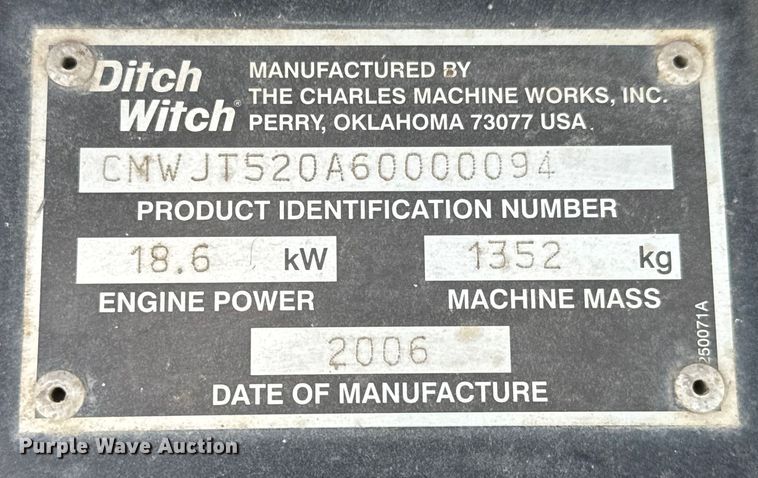 Ditch Witch®
MANUFACTURED BY
THE CHARLES MACHINE WORKS, INC.
PERRY, OKLAHOMA 73077 USA
CMWJT520A60000094
PRODUCT IDENTIFICATION NUMBER
18.6 kW
ENGINE POWER
1352 kg
MACHINE MASS
2006
DATE OF MANUFACTURE
250071A
Purple Wave Auction